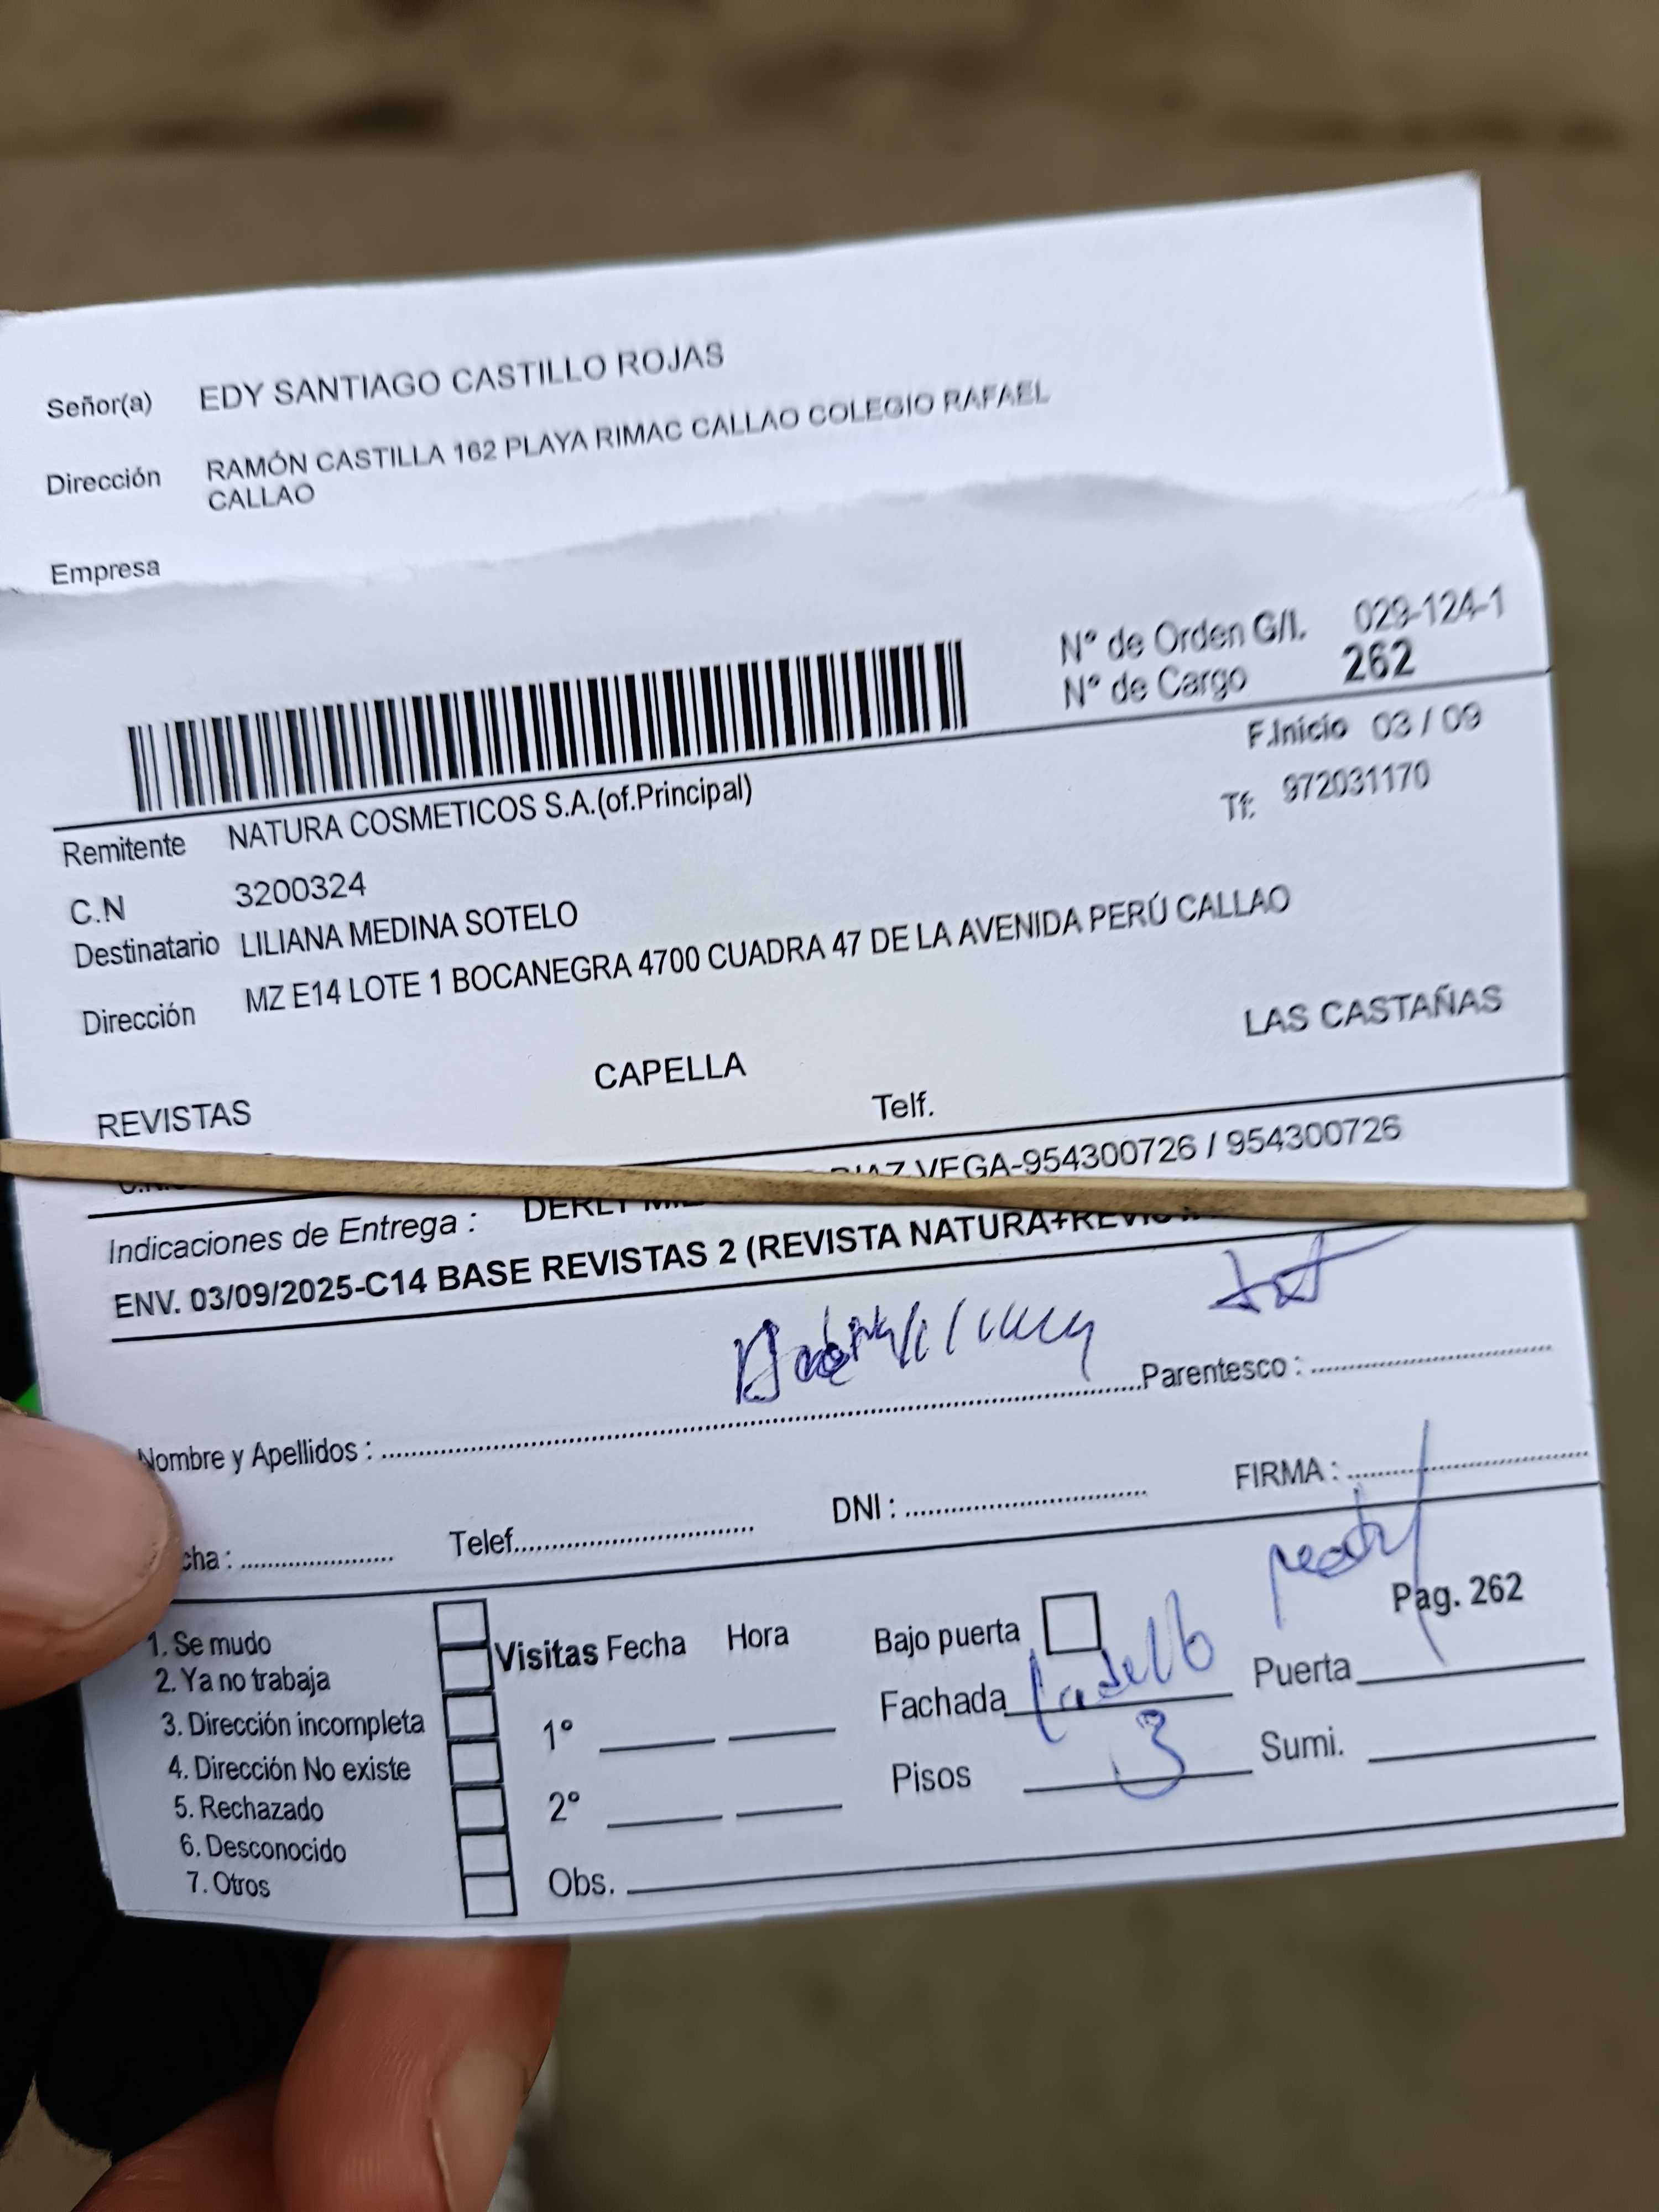 Señor(a) EDY SANTIAGO CASTILLO ROJAS
Dirección RAMÓN CASTILLA 162 PLAYA RIMAC CALLAO COLEGIO RAFAEL
CALLAO
Empresa
Nº de Orden G/I. 029-124-1
Nº de Cargo 262
F.Inicio 03 / 09
Remitente NATURA COSMETICOS S.A.(of.Principal) Tf: 972031170
C.N 3200324
Destinatario LILIANA MEDINA SOTELO
Dirección MZ E14 LOTE 1 BOCANEGRA 4700 CUADRA 47 DE LA AVENIDA PERÚ CALLAO
LAS CASTAÑAS
REVISTAS CAPELLA Telf.
VEGA-954300726 / 954300726
Indicaciones de Entrega :
ENV. 03/09/2025-C14 BASE REVISTAS 2 (REVISTA NATURA+
Nombre y Apellidos : Parentesco :
Telef. DNI : FIRMA :
Pag. 262
1. Se mudo
2. Ya no trabaja
3. Dirección incompleta
4. Dirección No existe
5. Rechazado
6. Desconocido
7. Otros
Visitas Fecha Hora
1º
2º
Obs.
Bajo puerta
Fachada Puerta
Pisos 3 Sumi.